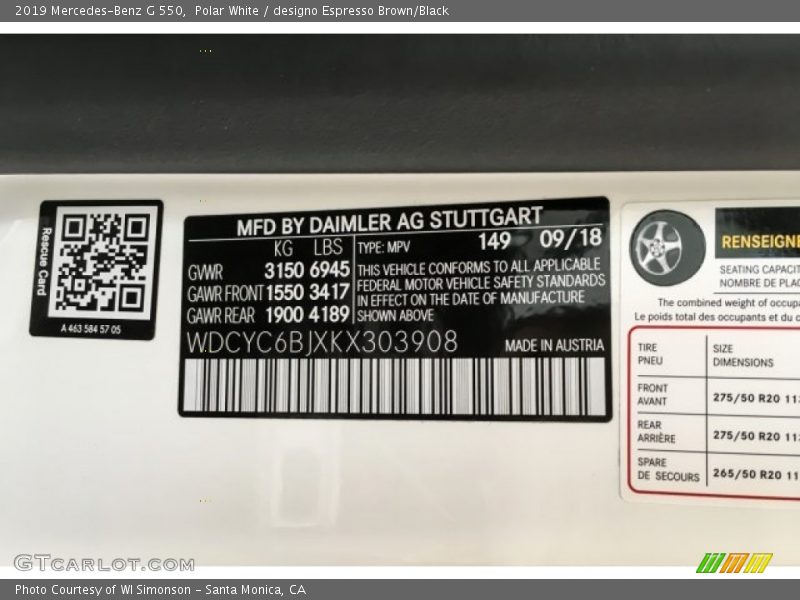 2019 Mercedes-Benz G 550,  Polar White / designo Espresso Brown/Black
Rescue Card
A 463 584 57 05
MFD BY DAIMLER AG STUTTGART
KG LBS
TYPE: MPV 149 09/18
GVWR 3150 6945
GAWR FRONT 1550 3417
GAWR REAR 1900 4189
THIS VEHICLE CONFORMS TO ALL APPLICABLE
FEDERAL MOTOR VEHICLE SAFETY STANDARDS
IN EFFECT ON THE DATE OF MANUFACTURE
SHOWN ABOVE
WDCYC6BJXKX303908 MADE IN AUSTRIA
SEATING
NOMBRE DE
The combined weight of
Le poids total des occupants et du
TIRE
PNEU
SIZE
DIMENSIONS
FRONT
AVANT
275/50 R20
REAR
ARRIÈRE
275/50 R20
SPARE
DE SECOURS
265/50 R20
GTCARLOT.COM
Photo Courtesy of WI Simonson - Santa Monica, CA